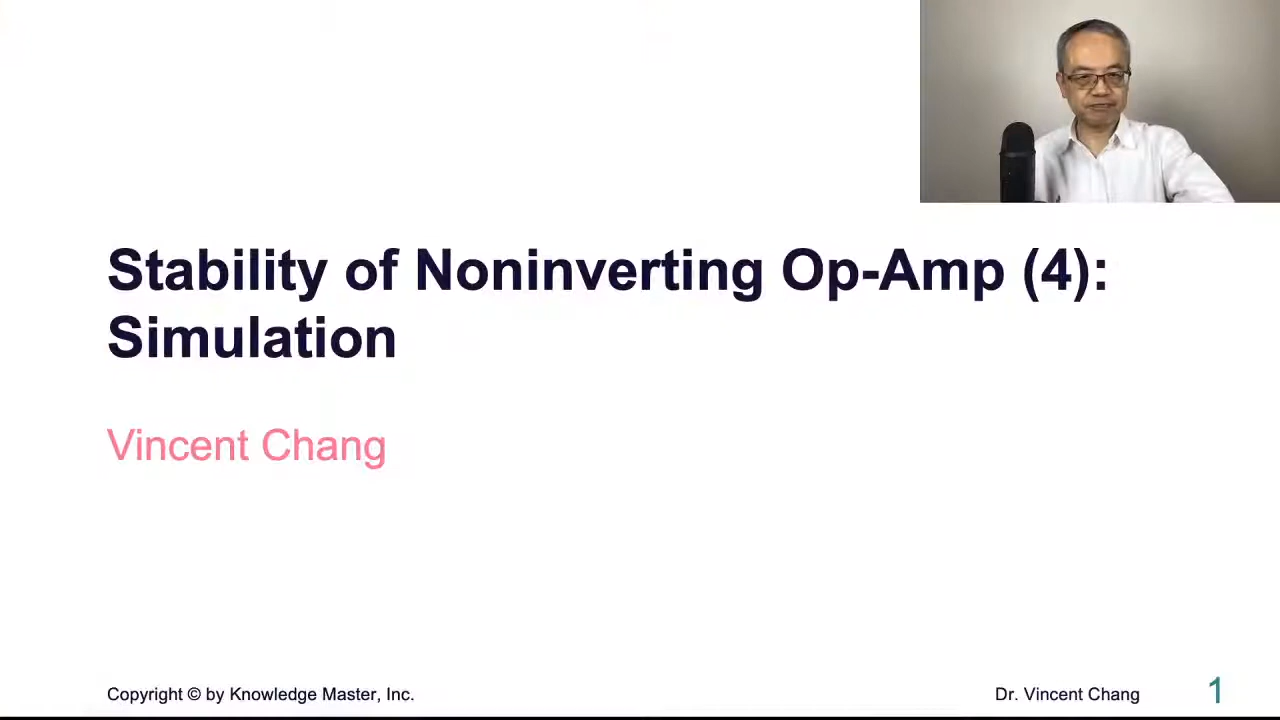 Stability of Noninverting Op-Amp (4):
Simulation
Vincent Chang
Copyright © by Knowledge Master, Inc.
Dr. Vincent Chang
1